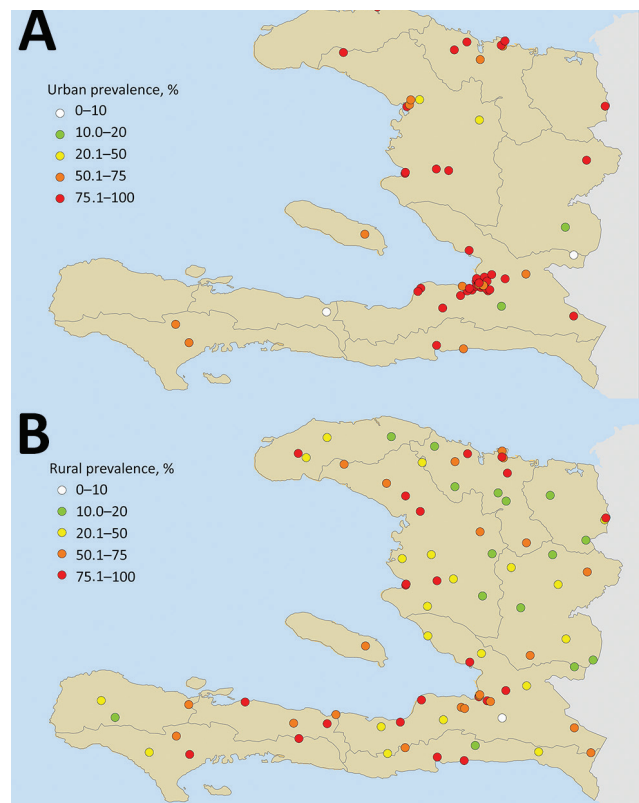 A
Urban prevalence, %
0–10
10.0–20
20.1–50
50.1–75
75.1–100
B
Rural prevalence, %
0–10
10.0–20
20.1–50
50.1–75
75.1–100